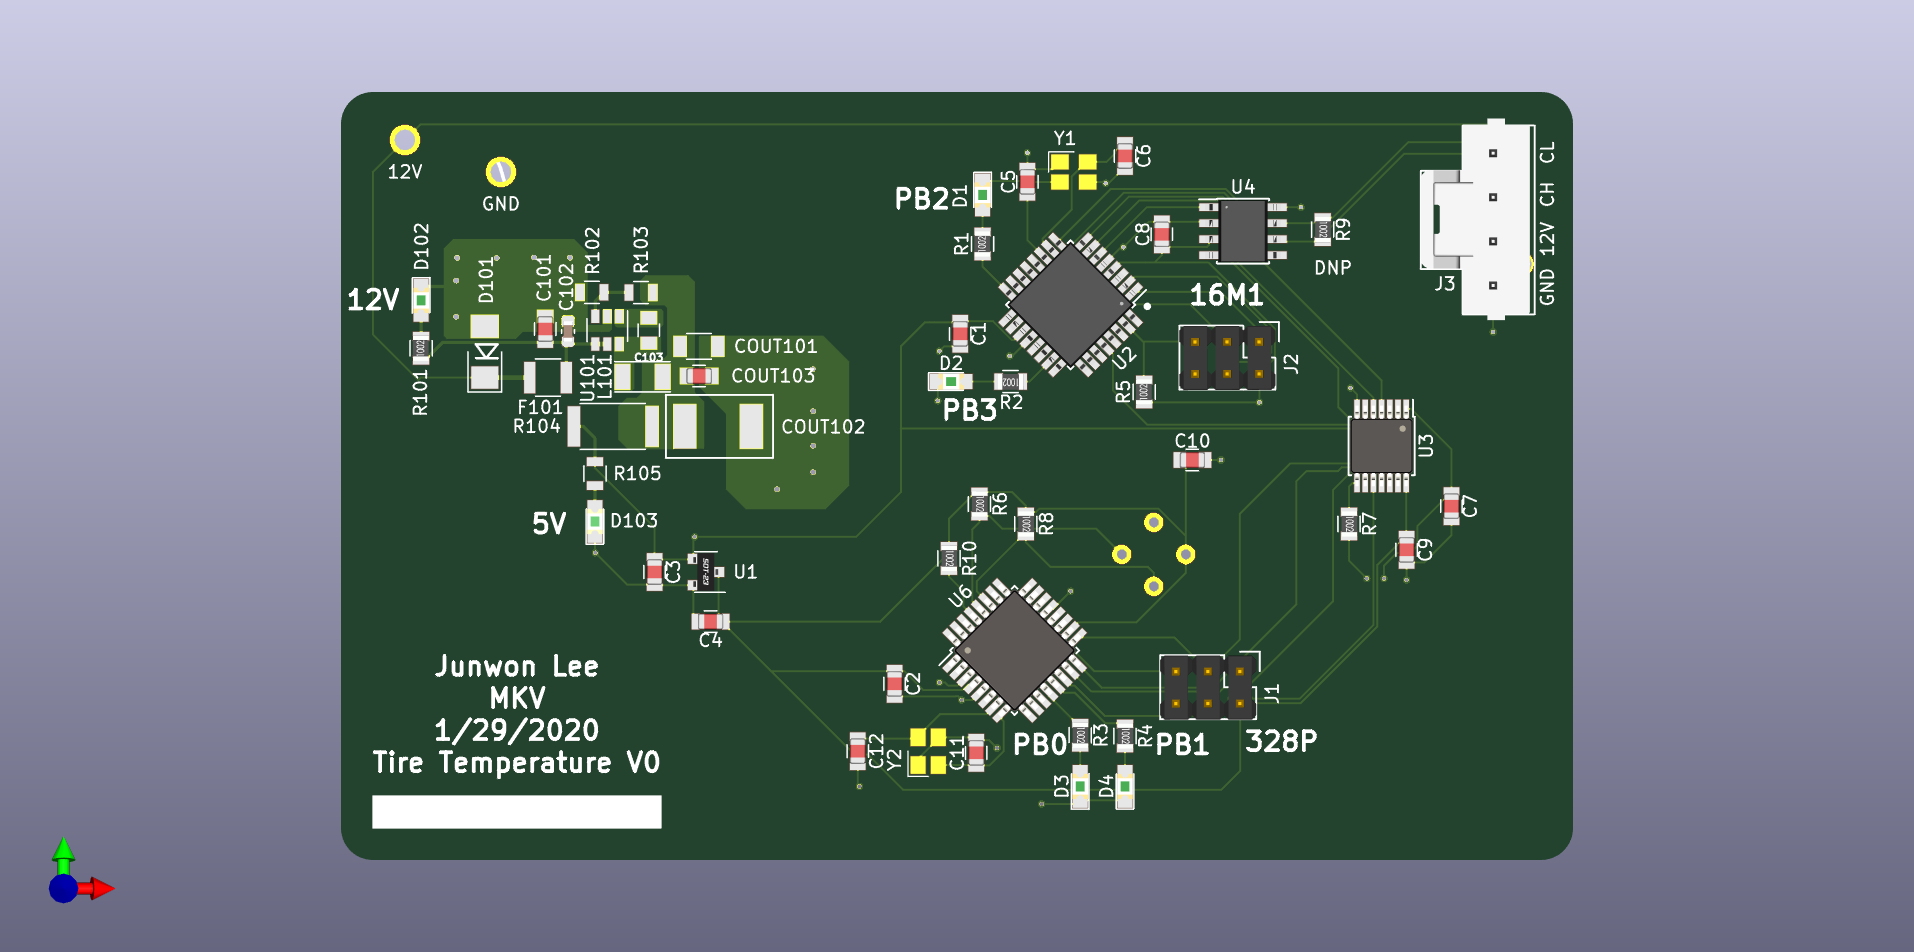 Y1
C6
CL
12V
C5
D1
PB2
U4
CH
GND
R1
C8
R9
12V
D102
R102
R103
DNP
D101
C101
C102
J3
GND
12V
16M1
C1
U2
COUT101
C103
D2
J2
R101
U101
L101
COUT103
R5
F101
R2
PB3
R104
COUT102
C10
U3
R105
R6
C7
5V
D103
R8
R7
R10
C9
C3
SOT-23
U1
U6
C4
Junwon Lee
MKV
1/29/2020
Tire Temperature V0
C2
J1
C12
Y2
C11
PB0
R3
R4
PB1
328P
D3
D4